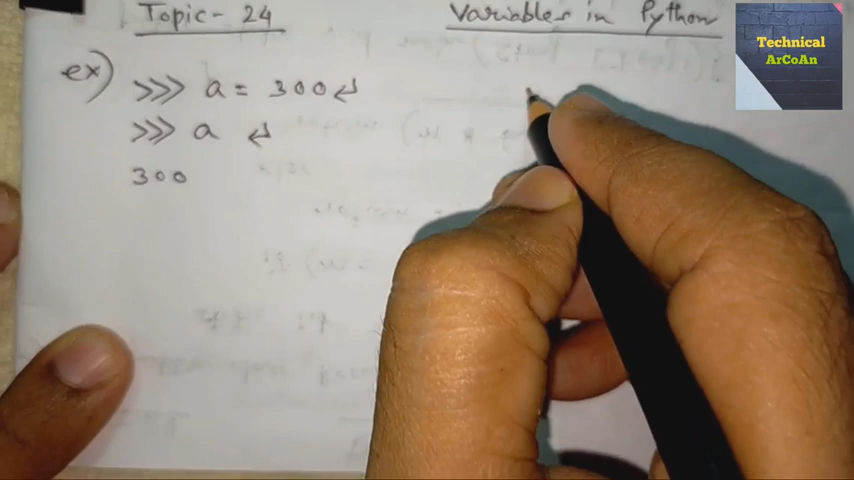 Topic - 24
Variables in Python
Technical
ArCoAn
ex) >>> a = 300↵
>>> a ↵
300